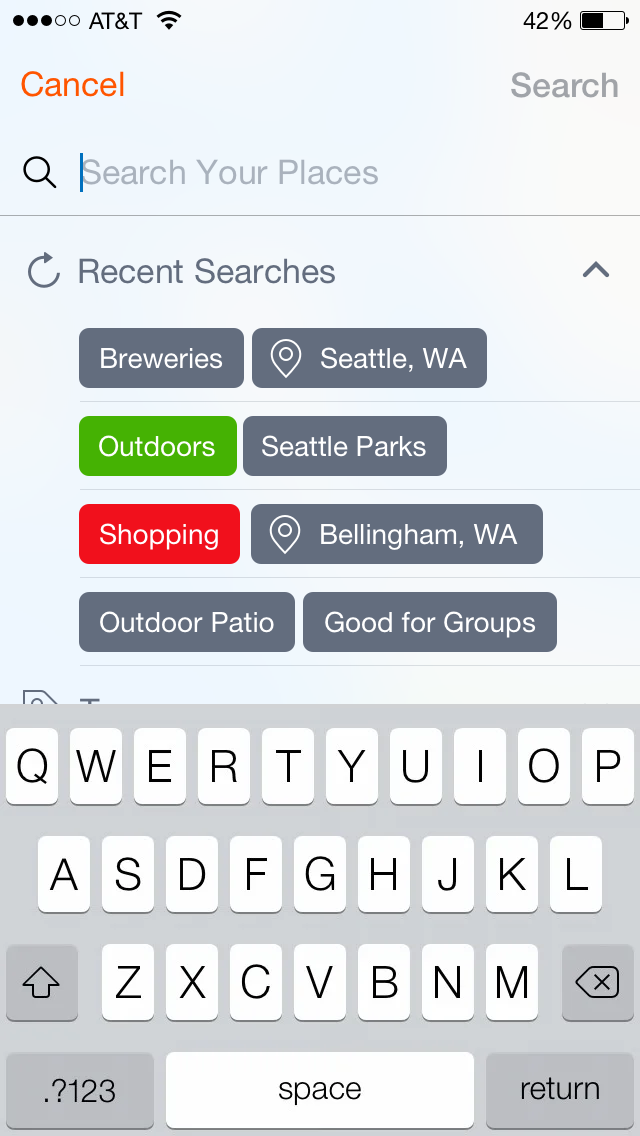 AT&T 42%
Cancel Search
Search Your Places
Recent Searches
Breweries Seattle, WA
Outdoors Seattle Parks
Shopping Bellingham, WA
Outdoor Patio Good for Groups
Q W E R T Y U I O P
A S D F G H J K L
Z X C V B N M
.?123 space return